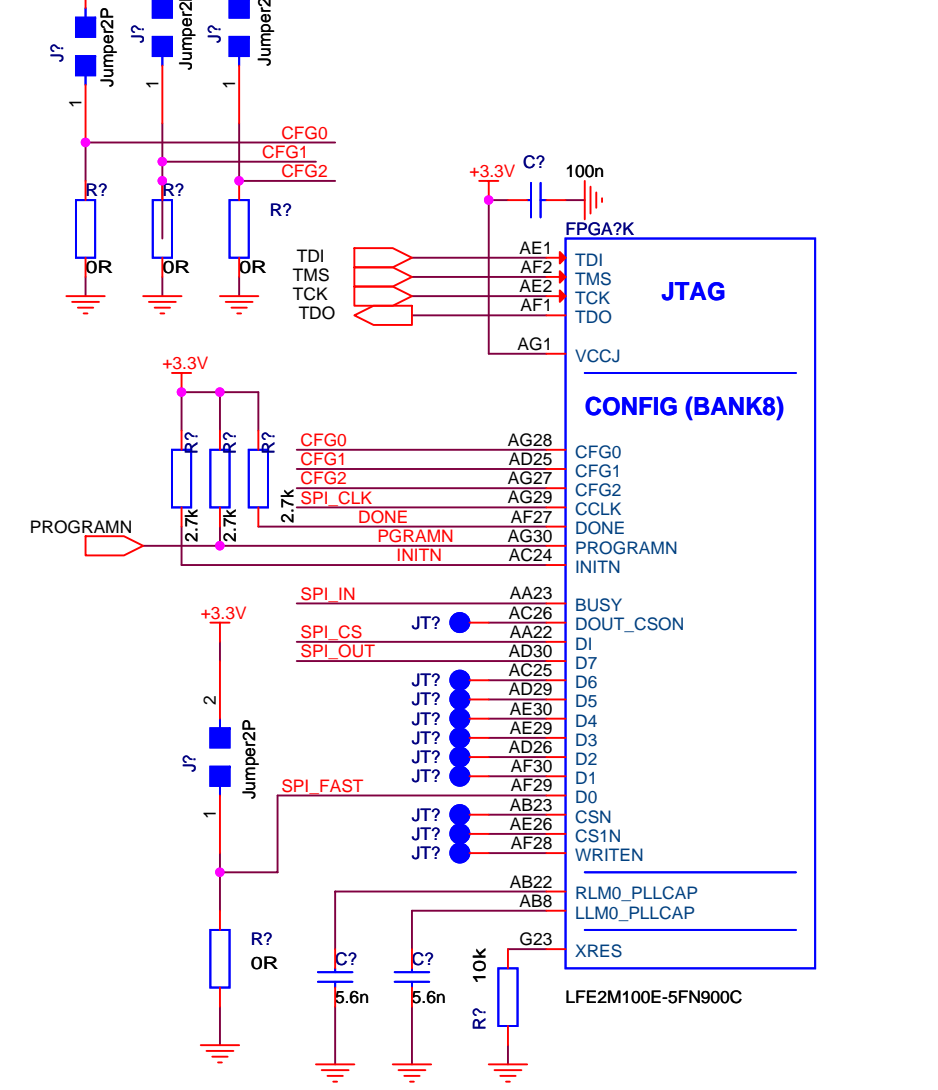 J?
Jumper2P
J?
Jumper2
J?
Jumper2
1
1
1
CFG0
CFG1
CFG2
R?
R?
R?
0R
0R
0R
+3.3V
C?
100n
FPGA?K
JTAG
TDI
AE1
TDI
TMS
AF2
TMS
TCK
AE2
TCK
TDO
AF1
TDO
AG1
VCCJ
CONFIG (BANK8)
+3.3V
R?
R?
R?
2.7k
2.7k
2.7k
CFG0
AG28
CFG0
CFG1
AD25
CFG1
CFG2
AG27
CFG2
SPI_CLK
AG29
CCLK
DONE
AF27
DONE
PROGRAMN
PGRAMN
AG30
PROGRAMN
INITN
AC24
INITN
SPI_IN
AA23
BUSY
JT?
AC26
DOUT_CSON
SPI_CS
AA22
DI
SPI_OUT
AD30
D7
JT?
AC25
D6
JT?
AD29
D5
JT?
AE30
D4
JT?
AE29
D3
JT?
AD26
D2
JT?
AF30
D1
SPI_FAST
AF29
D0
JT?
AB23
CSN
JT?
AE26
CS1N
JT?
AF28
WRITEN
+3.3V
2
J?
Jumper2P
1
R?
0R
AB22
RLM0_PLLCAP
AB8
LLM0_PLLCAP
G23
XRES
C?
5.6n
C?
5.6n
10k
R?
LFE2M100E-5FN900C